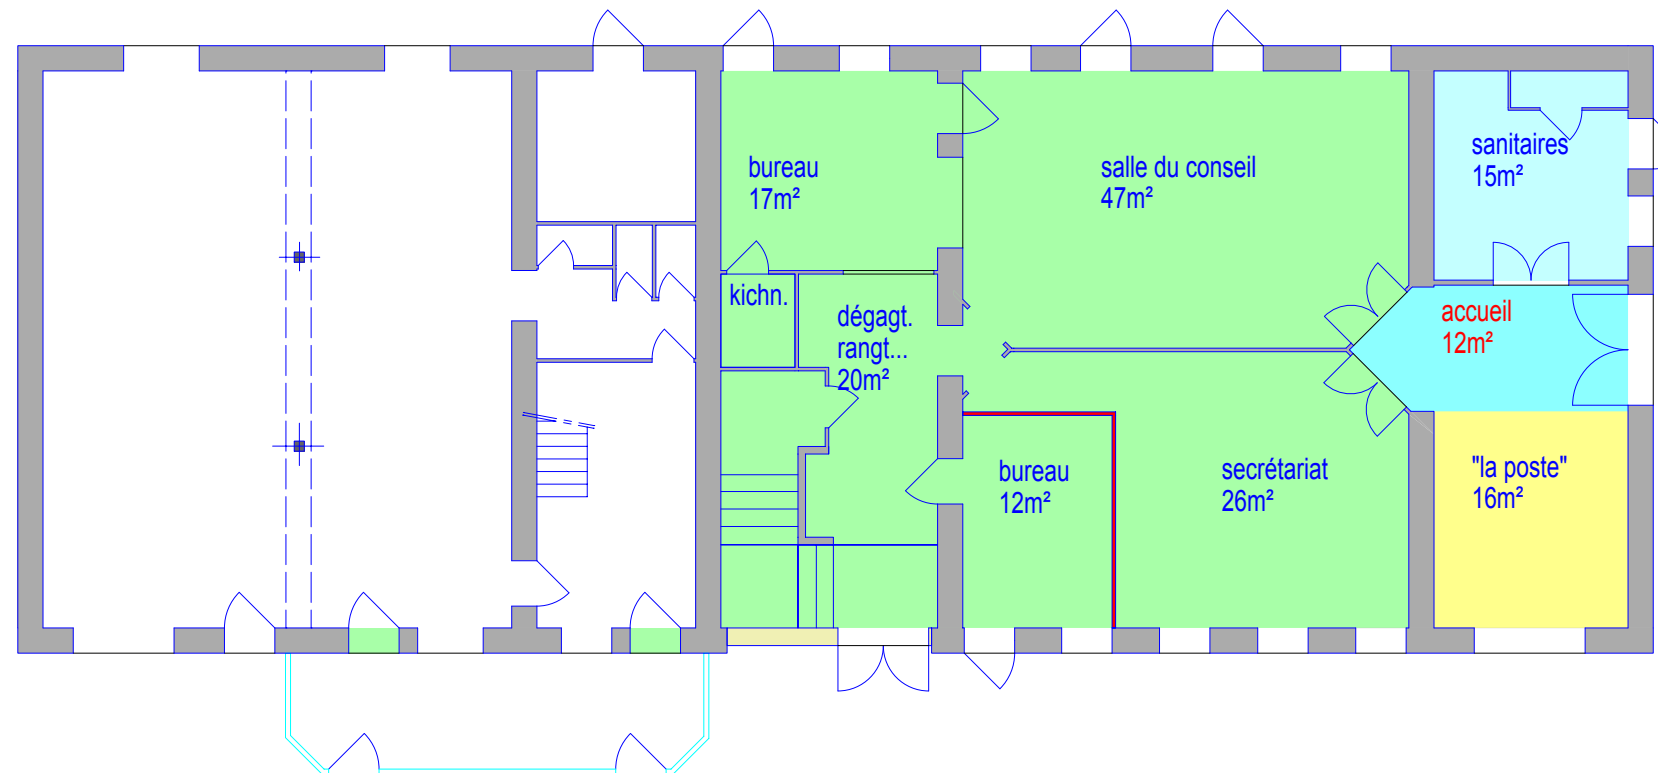 bureau
17m²
salle du conseil
47m²
sanitaires
15m²
kichn.
dégagt.
rangt...
20m²
accueil
12m²
bureau
12m²
secrétariat
26m²
"la poste"
16m²